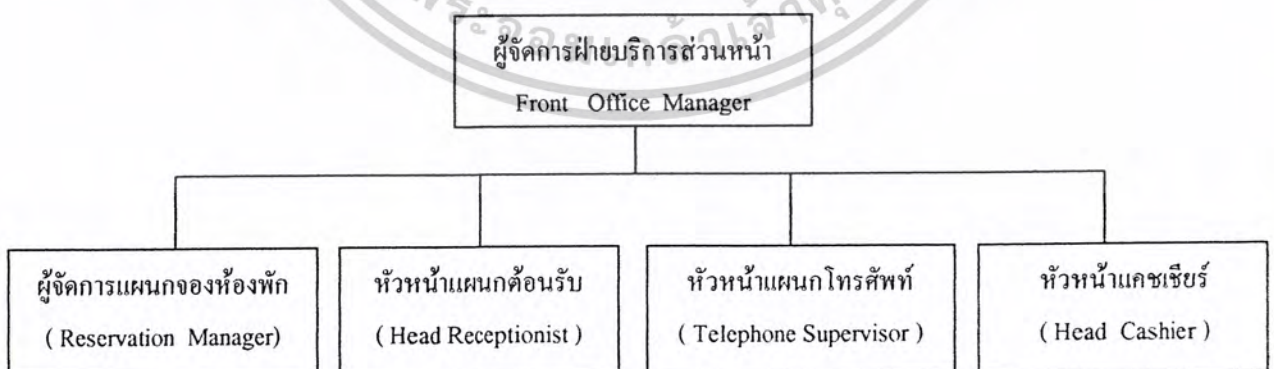 ผู้จัดการฝ่ายบริการส่วนหน้า
Front Office Manager
ผู้จัดการแผนกจองห้องพัก
( Reservation Manager)
หัวหน้าแผนกต้อนรับ
( Head Receptionist )
หัวหน้าแผนกโทรศัพท์
( Telephone Supervisor )
หัวหน้าแคชเชียร์
( Head Cashier )